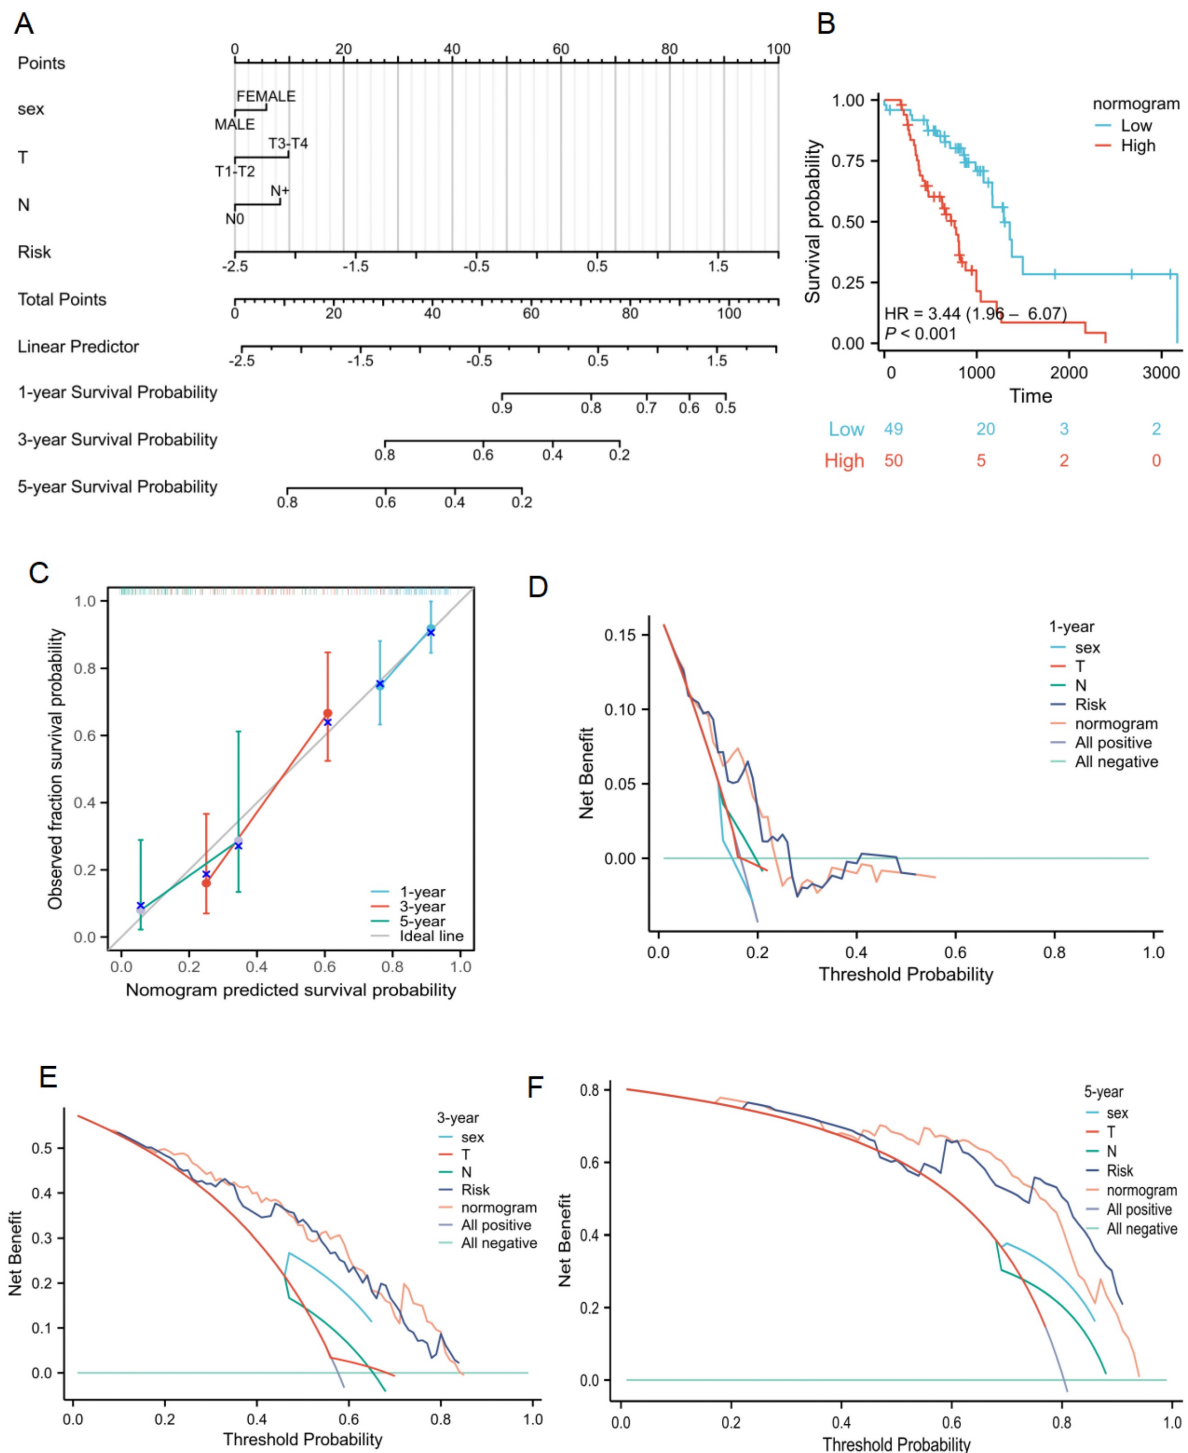 A
Points
0 20 40 60 80 100
sex
FEMALE
MALE
T
T3-T4
T1-T2
N
N+
N0
Risk
-2.5 -1.5 -0.5 0.5 1.5
Total Points
0 20 40 60 80 100
Linear Predictor
-2.5 -1.5 -0.5 0.5 1.5
1-year Survival Probability
0.9 0.8 0.7 0.6 0.5
3-year Survival Probability
0.8 0.6 0.4 0.2
5-year Survival Probability
0.8 0.6 0.4 0.2
B
Survival probability
1.00
0.75
0.50
0.25
0.00
normogram
Low
High
HR = 3.44 (1.96 – 6.07)
P < 0.001
0 1000 2000 3000
Time
Low 49 20 3 2
High 50 5 2 0
C
Observed fraction survival probability
1.0
0.8
0.6
0.4
0.2
0.0
1-year
3-year
5-year
Ideal line
0.0 0.2 0.4 0.6 0.8 1.0
Nomogram predicted survival probability
D
Net Benefit
0.15
0.10
0.05
0.00
1-year
sex
T
N
Risk
normogram
All positive
All negative
0.0 0.2 0.4 0.6 0.8 1.0
Threshold Probability
E
Net Benefit
0.5
0.4
0.3
0.2
0.1
0.0
3-year
sex
T
N
Risk
normogram
All positive
All negative
0.0 0.2 0.4 0.6 0.8 1.0
Threshold Probability
F
Net Benefit
0.8
0.6
0.4
0.2
0.0
5-year
sex
T
N
Risk
normogram
All positive
All negative
0.0 0.2 0.4 0.6 0.8 1.0
Threshold Probability